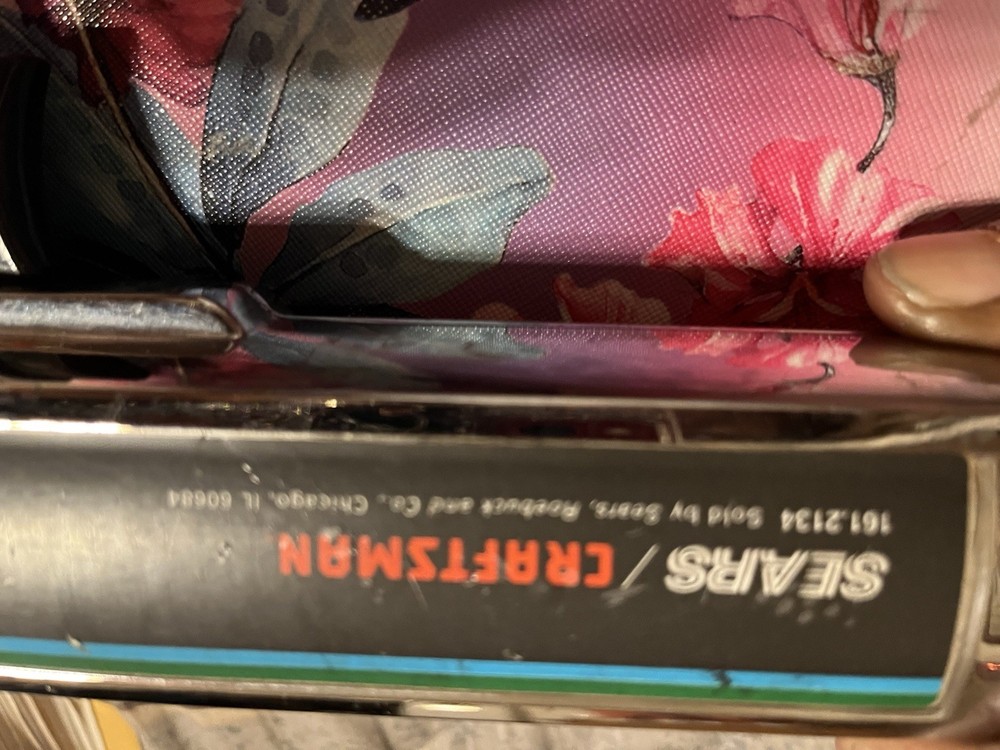 SEARS / CRAFTSMAN
161.2134 Sold by Sears, Roebuck and Co., Chicago, IL 60684